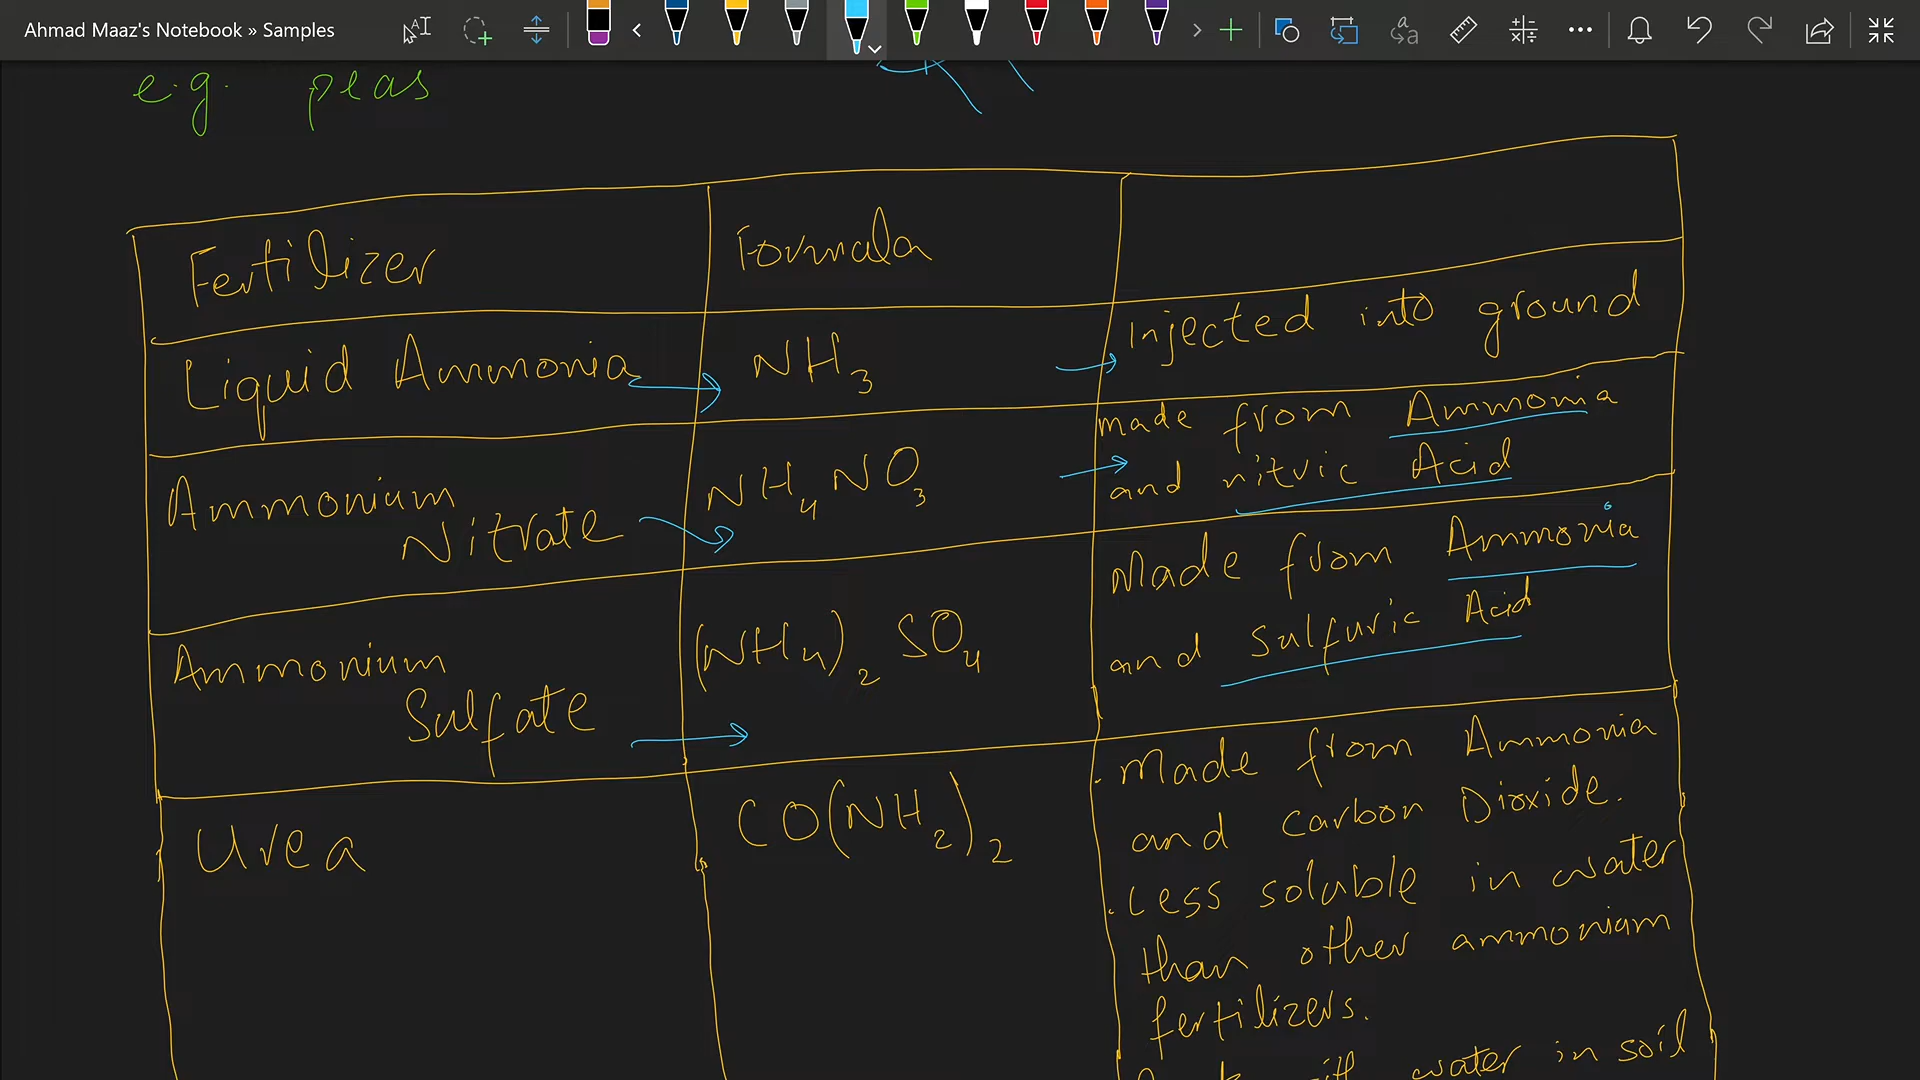 Ahmad Maaz's Notebook » Samples
e.g. peas
Fertilizer
Formula
Liquid Ammonia
NH3
Injected into ground
Ammonium
Nitrate
NH4NO3
made from Ammonia
and nitric Acid
Ammonium
Sulfate
(NH4)2 SO4
Made from Ammonia
and Sulfuric Acid
Urea
CO(NH2)2
. Made from Ammonia
and Carbon Dioxide.
. Less soluble in water
than other ammonium
fertilizers.
water in soil